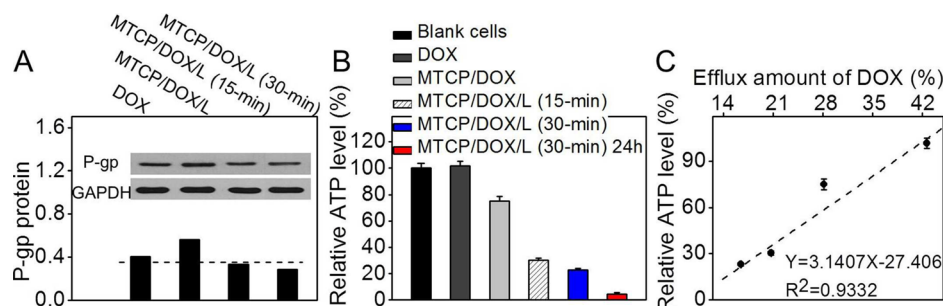 A
DOX
MTCP/DOX/L
MTCP/DOX/L (15-min)
MTCP/DOX/L (30-min)
P-gp protein
1.6
1.2
0.8
0.4
0.0
P-gp
GAPDH
B
Blank cells
DOX
MTCP/DOX
MTCP/DOX/L (15-min)
MTCP/DOX/L (30-min)
MTCP/DOX/L (30-min) 24h
Relative ATP level (%)
120
100
80
60
40
20
0
C
Efflux amount of DOX (%)
14 21 28 35 42
Relative ATP level (%)
90
60
30
0
Y=3.1407X-27.406
R²=0.9332